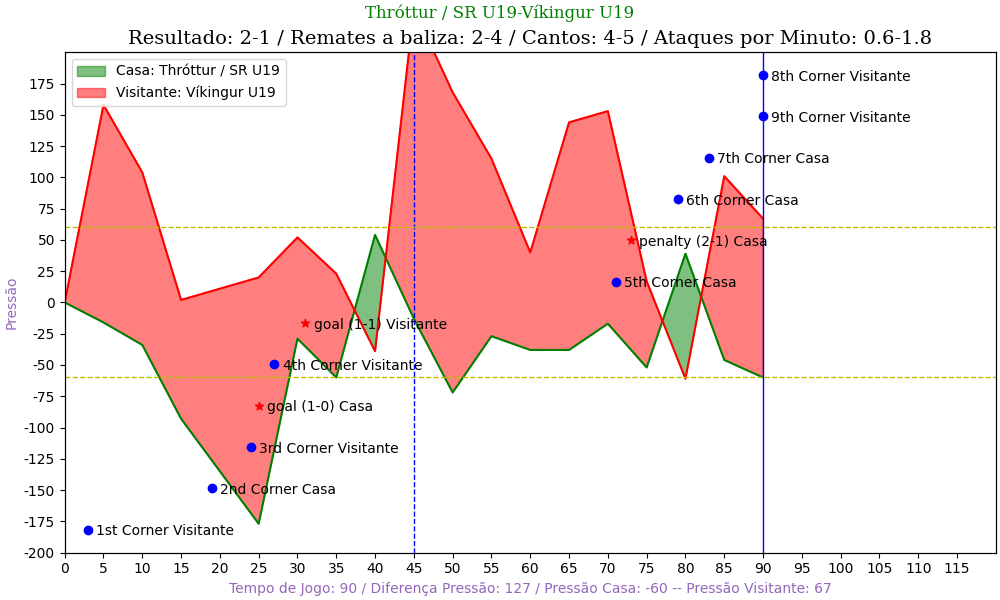 Thróttur / SR U19-Víkingur U19
Resultado: 2-1 / Remates a baliza: 2-4 / Cantos: 4-5 / Ataques por Minuto: 0.6-1.8
Casa: Thróttur / SR U19
Visitante: Víkingur U19
8th Corner Visitante
9th Corner Visitante
7th Corner Casa
6th Corner Casa
penalty (2-1) Casa
5th Corner Casa
goal (1-1) Visitante
4th Corner Visitante
goal (1-0) Casa
3rd Corner Visitante
2nd Corner Casa
1st Corner Visitante
Pressão
175
150
125
100
75
50
25
0
-25
-50
-75
-100
-125
-150
-175
-200
0 5 10 15 20 25 30 35 40 45 50 55 60 65 70 75 80 85 90 95 100 105 110 115
Tempo de Jogo: 90 / Diferença Pressão: 127 / Pressão Casa: -60 -- Pressão Visitante: 67